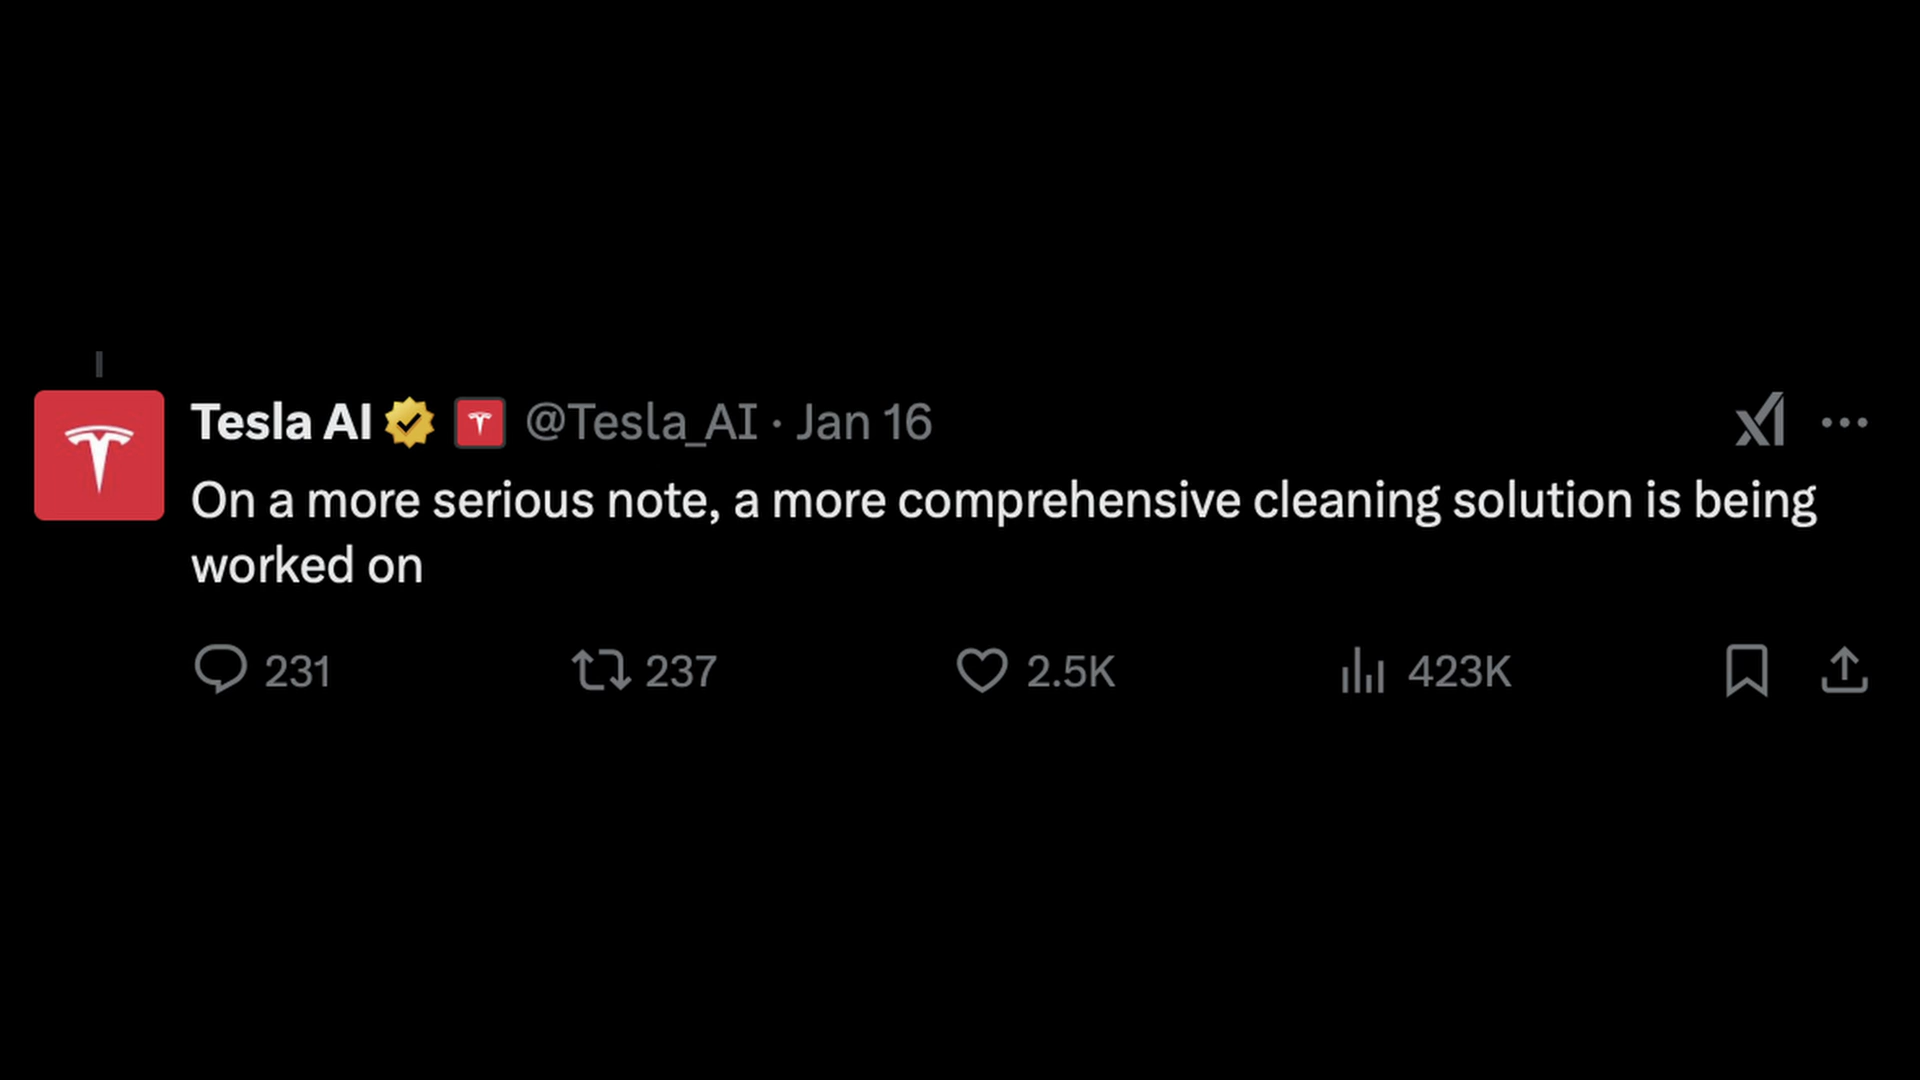 Tesla AI @Tesla_AI · Jan 16
On a more serious note, a more comprehensive cleaning solution is being
worked on
231 237 2.5K 423K